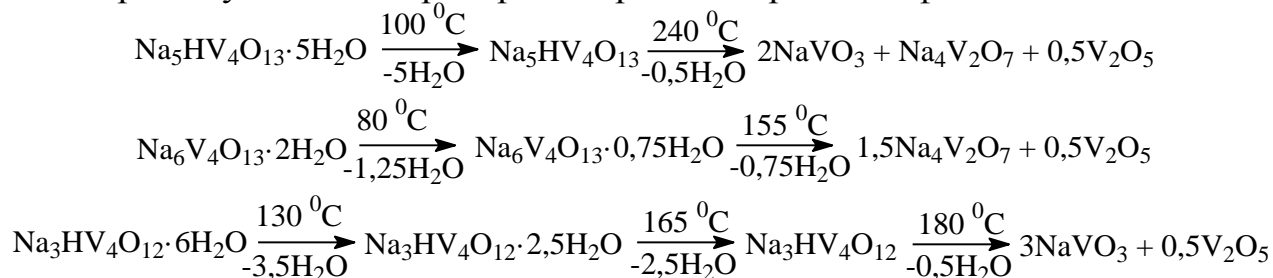 100 ⁰C 240 ⁰C
Na₅HV₄O₁₃·5H₂O → Na₅HV₄O₁₃ → 2NaVO₃ + Na₄V₂O₇ + 0,5V₂O₅
-5H₂O -0,5H₂O
80 ⁰C 155 ⁰C
Na₆V₄O₁₃·2H₂O → Na₆V₄O₁₃·0,75H₂O → 1,5Na₄V₂O₇ + 0,5V₂O₅
-1,25H₂O -0,75H₂O
130 ⁰C 165 ⁰C 180 ⁰C
Na₃HV₄O₁₂·6H₂O → Na₃HV₄O₁₂·2,5H₂O → Na₃HV₄O₁₂ → 3NaVO₃ + 0,5V₂O₅
-3,5H₂O -2,5H₂O -0,5H₂O